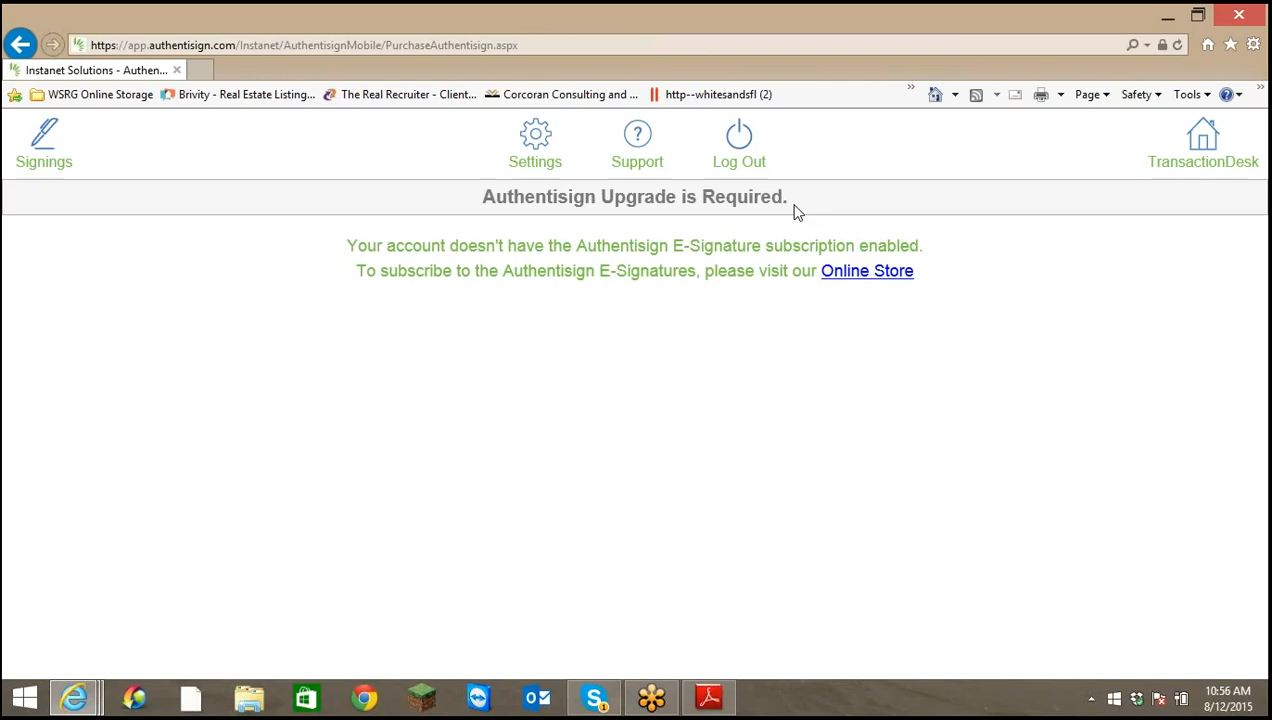 https://app.authentisign.com/Instanet/AuthentisignMobile/PurchaseAuthentisign.aspx
Instanet Solutions - Authen...
WSRG Online Storage Brivity - Real Estate Listing... The Real Recruiter - Client... Corcoran Consulting and ... http--whitesandsfl (2) Page Safety Tools
Signings Settings Support Log Out TransactionDesk
Authentisign Upgrade is Required.
Your account doesn't have the Authentisign E-Signature subscription enabled.
To subscribe to the Authentisign E-Signatures, please visit our Online Store
10:56 AM
8/12/2015